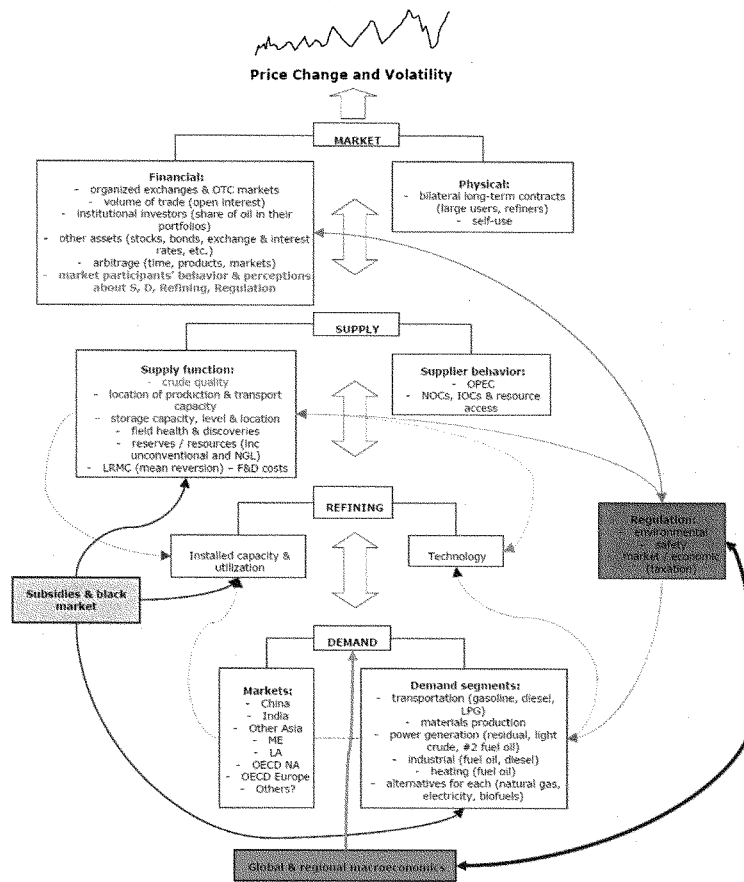 Price Change and Volatility
MARKET
Financial:
- organized exchanges & OTC markets
- volume of trade (open interest)
- institutional investors (share of oil in their
portfolios)
- other assets (stocks, bonds, exchange & interest
rates, etc.)
- arbitrage (time, products, markets)
- market participants' behavior & perceptions
about S, D, Refining, Regulation
Physical:
- bilateral long-term contracts
(large users, refiners)
- self-use
SUPPLY
Supply function:
- crude quality
- location of production & transport
capacity
- storage capacity, level & location
- field health & discoveries
- reserves / resources (inc
unconventional and NGL)
- LRMC (mean reversion) – F&D costs
Supplier behavior:
- OPEC
- NOCs, IOCs & resource
access
REFINING
Installed capacity &
utilization
Technology
Regulation:
- environmental
- safety
- market / economic
(taxation)
Subsidies & black
market
DEMAND
Markets:
- China
- India
- Other Asia
- ME
- LA
- OECD NA
- OECD Europe
- Others?
Demand segments:
- transportation (gasoline, diesel,
LPG)
- materials production
- power generation (residual, light
crude, #2 fuel oil)
- industrial (fuel oil, diesel)
- heating (fuel oil)
- alternatives for each (natural gas,
electricity, biofuels)
Global & regional macroeconomics